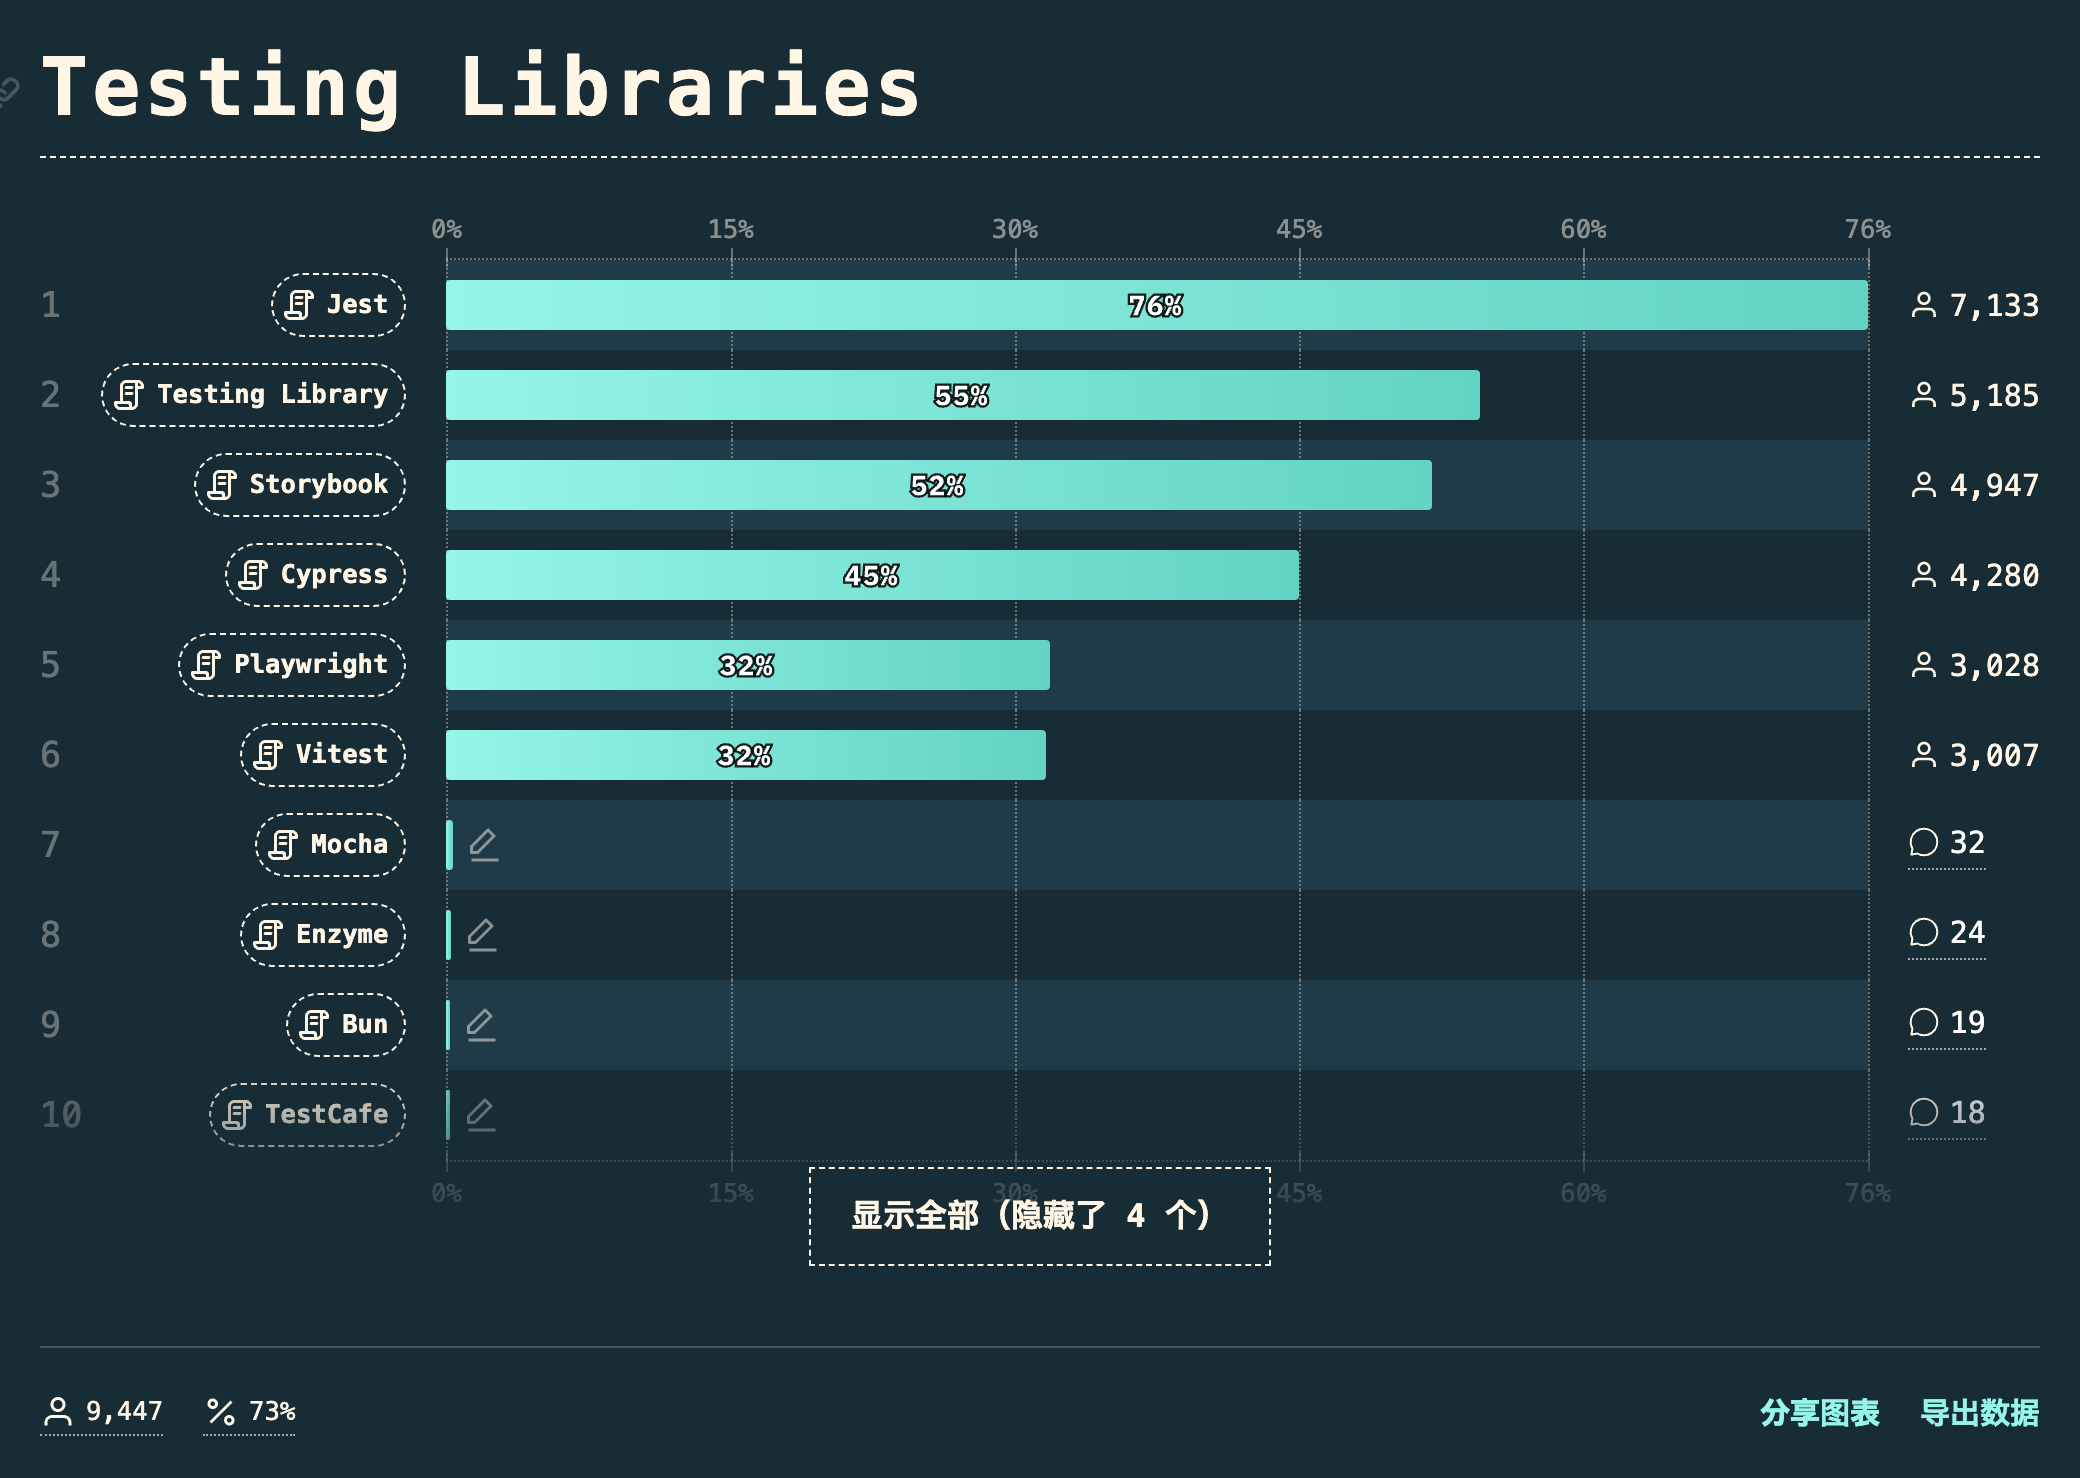 Testing Libraries
0% 15% 30% 45% 60% 76%
1 Jest 76% 7,133
2 Testing Library 55% 5,185
3 Storybook 52% 4,947
4 Cypress 45% 4,280
5 Playwright 32% 3,028
6 Vitest 32% 3,007
7 Mocha 32
8 Enzyme 24
9 Bun 19
10 TestCafe 18
0% 15% 30% 45% 60% 76%
显示全部（隐藏了 4 个）
9,447 73% 分享图表 导出数据